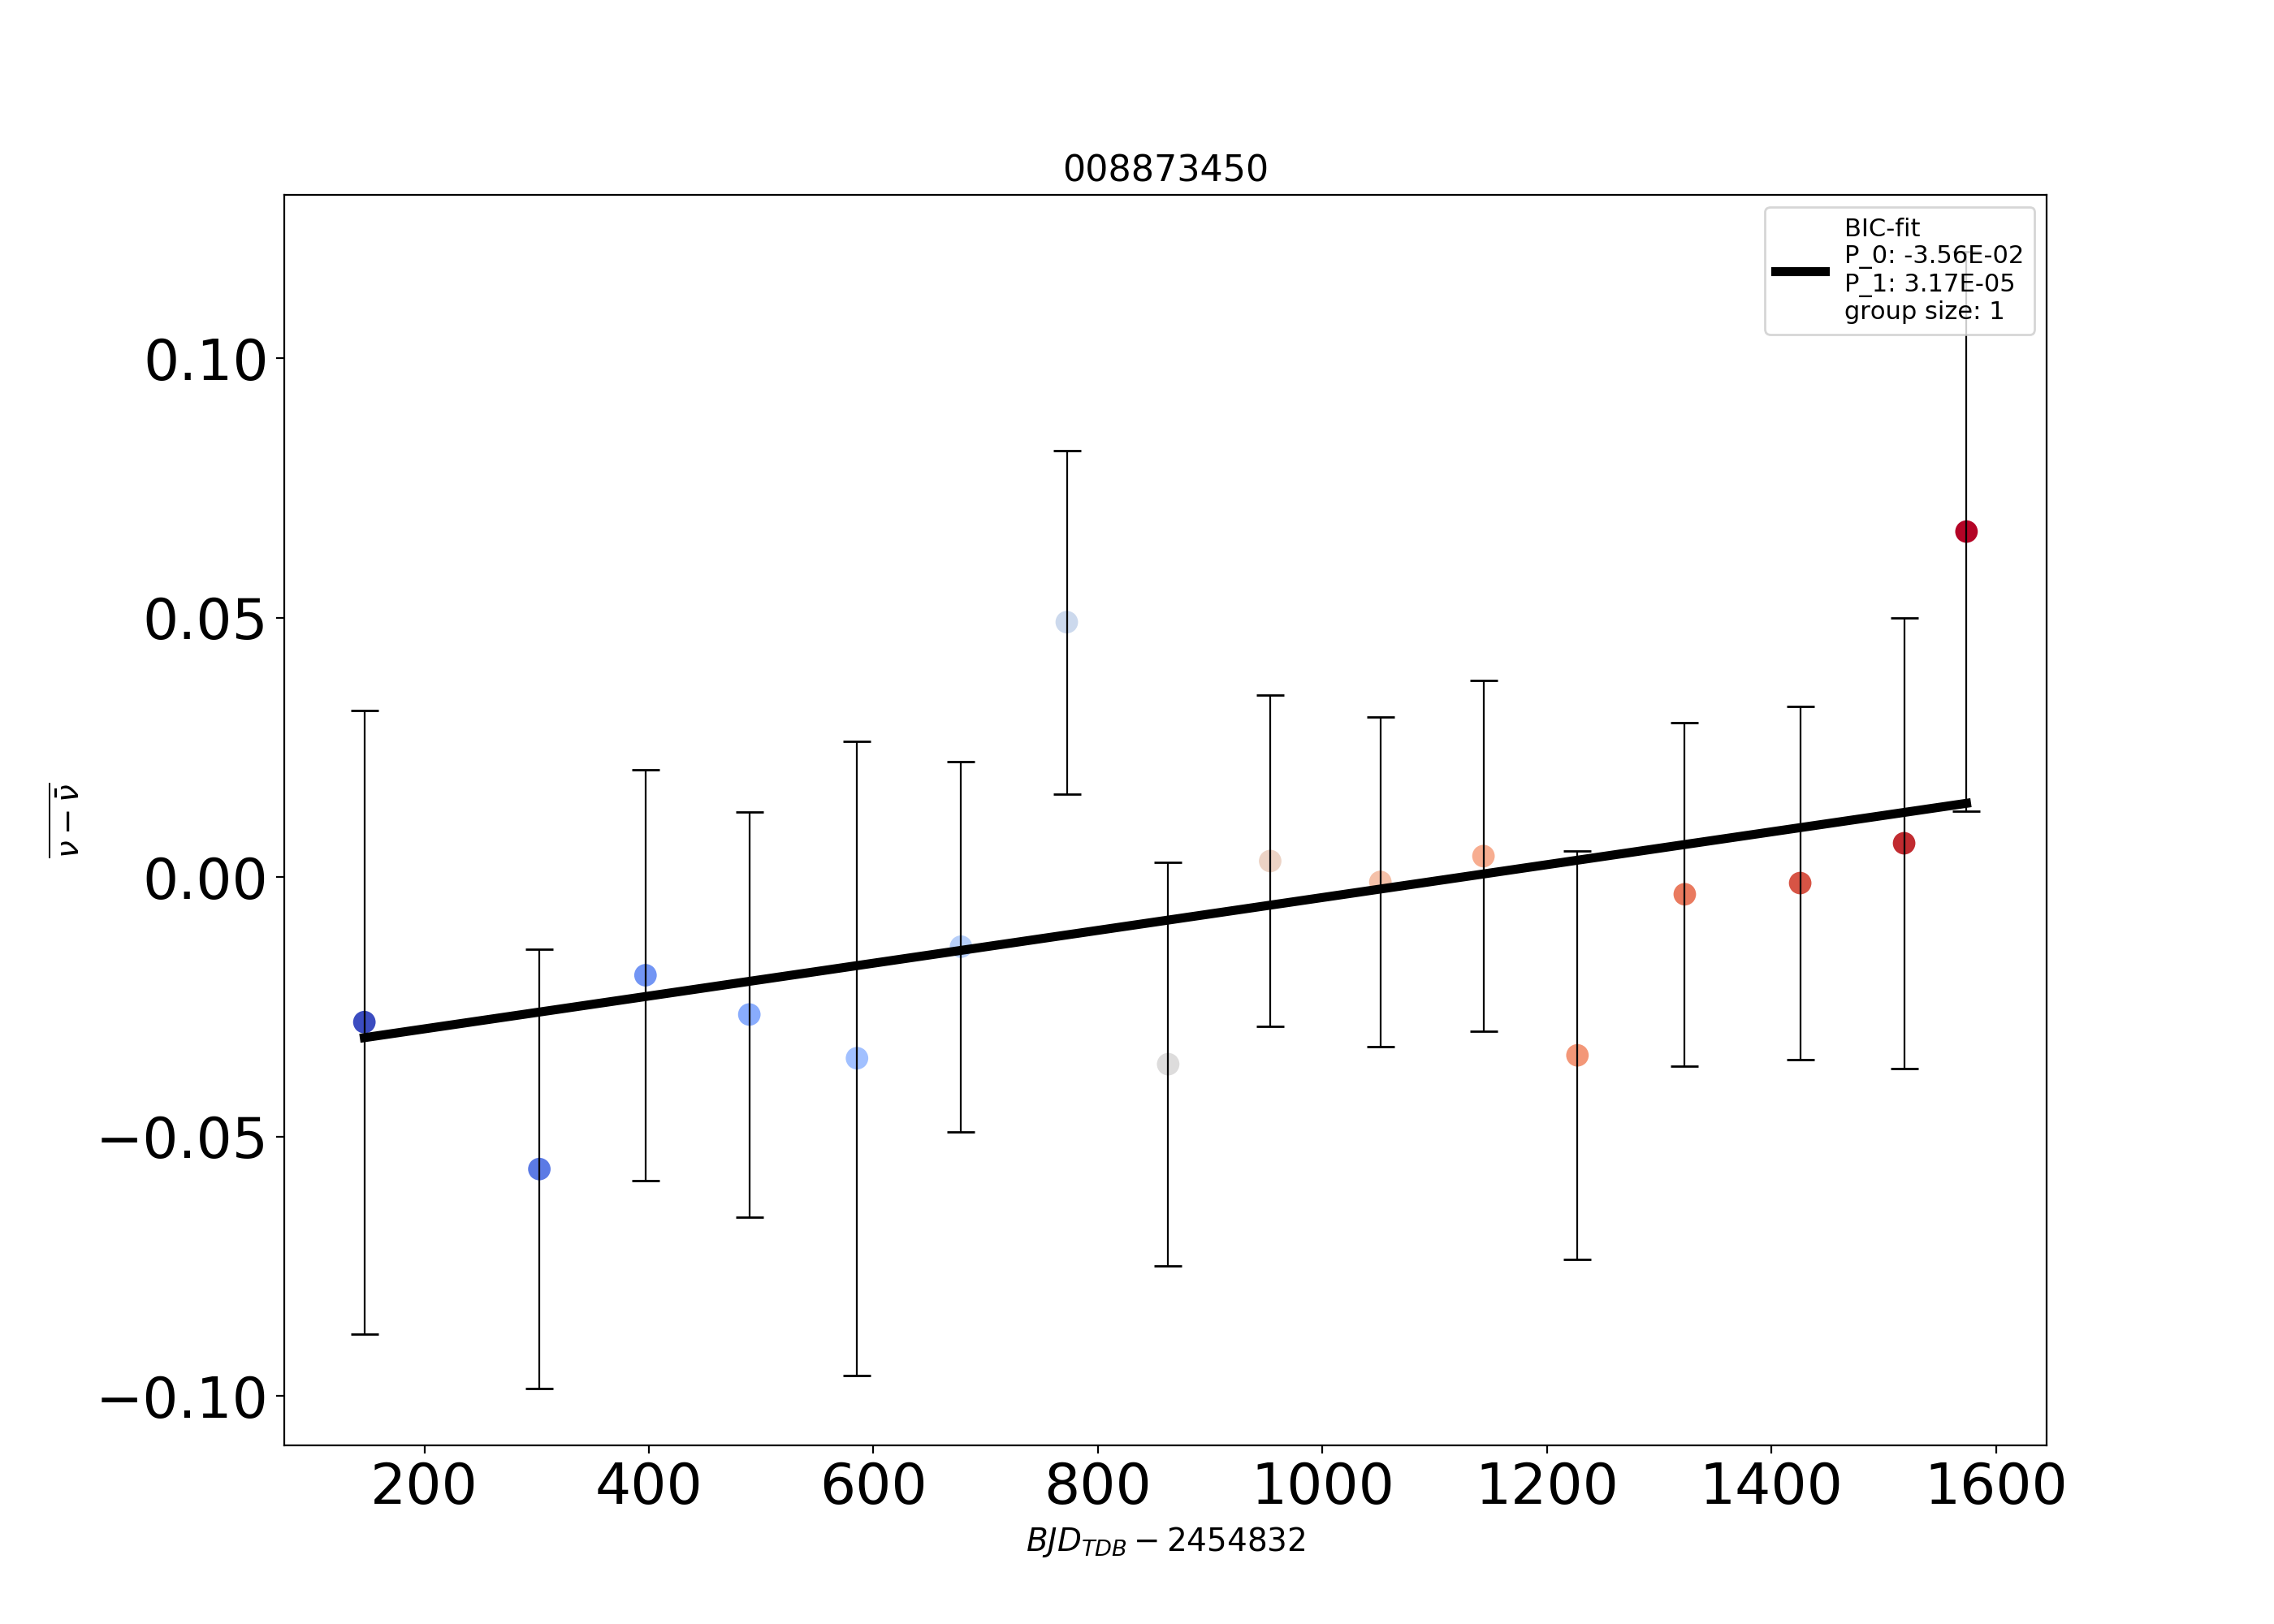 008873450
BIC-fit
P_0: -3.56E-02
P_1: 3.17E-05
group size: 1
0.10
0.05
0.00
−0.05
−0.10
ν − ν̄
200 400 600 800 1000 1200 1400 1600
BJD_TDB − 2454832